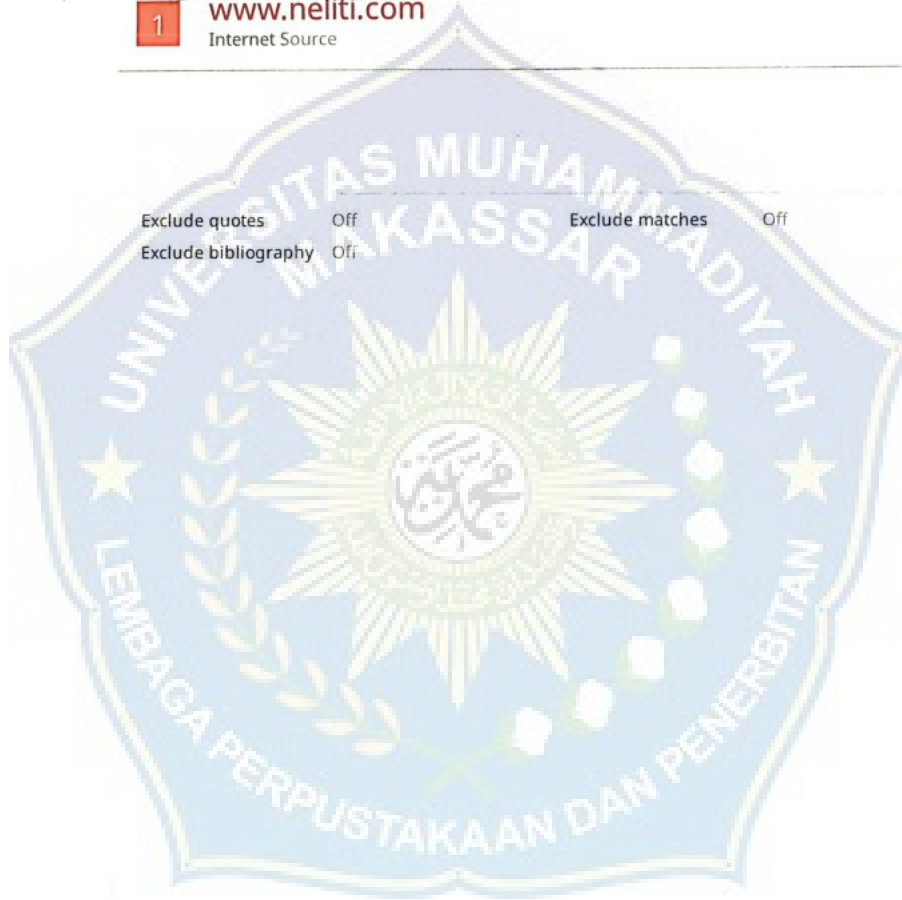 1
www.neliti.com
Internet Source
Exclude quotes Off Exclude matches Off
Exclude bibliography Off
UNIVERSITAS MUHAMMADIYAH
MAKASSAR
LEMBAGA PERPUSTAKAAN DAN PENERBITAN